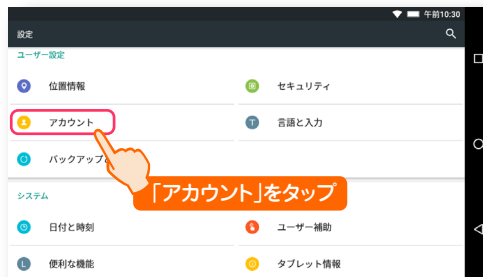 午前10:30
設定
ユーザー設定
位置情報
セキュリティ
アカウント
言語と入力
バックアップ
「アカウント」をタップ
システム
日付と時刻
ユーザー補助
便利な機能
タブレット情報